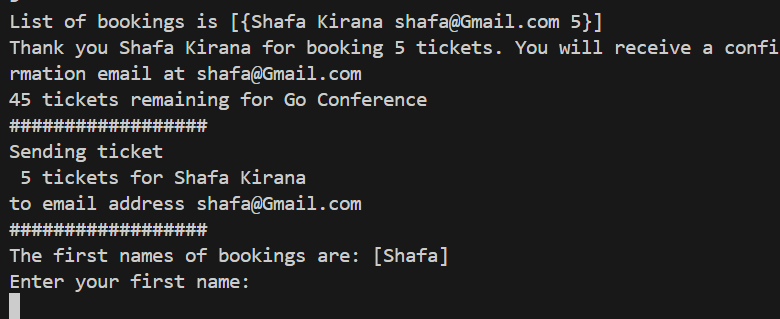 List of bookings is [{Shafa Kirana shafa@Gmail.com 5}]
Thank you Shafa Kirana for booking 5 tickets. You will receive a confi
rmation email at shafa@Gmail.com
45 tickets remaining for Go Conference
##################
Sending ticket
 5 tickets for Shafa Kirana
to email address shafa@Gmail.com
##################
The first names of bookings are: [Shafa]
Enter your first name: